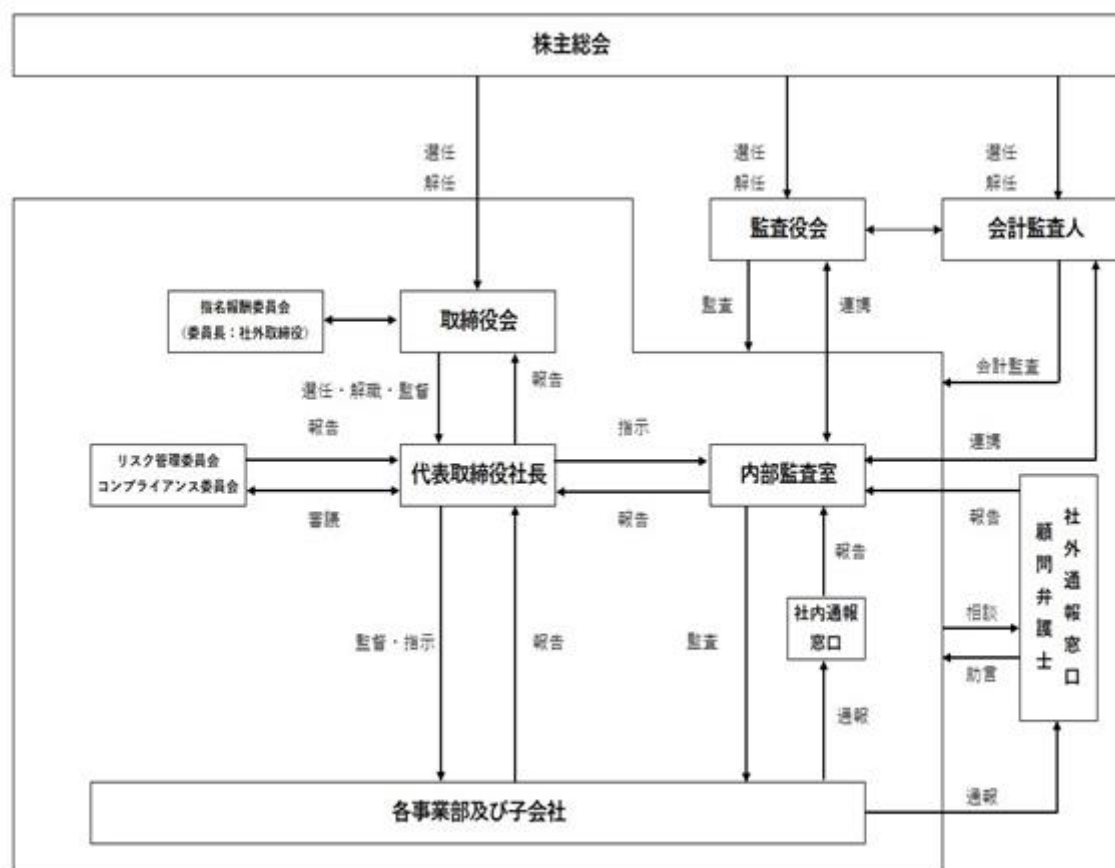 株主総会
選任
解任
選任
解任
選任
解任
監査役会
会計監査人
指名報酬委員会
(委員長:社外取締役)
取締役会
監査
連携
会計監査
選任・解職・監督
報告
報告
指示
連携
リスク管理委員会
コンプライアンス委員会
代表取締役社長
内部監査室
審議
報告
報告
報告
社外通報窓口
顧問弁護士
社内通報
窓口
相談
助言
監督・指示
報告
監査
通報
通報
各事業部及び子会社